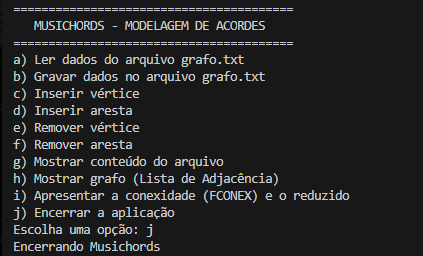 ========================================
MUSICHORDS - MODELAGEM DE ACORDES
========================================
a) Ler dados do arquivo grafo.txt
b) Gravar dados no arquivo grafo.txt
c) Inserir vértice
d) Inserir aresta
e) Remover vértice
f) Remover aresta
g) Mostrar conteúdo do arquivo
h) Mostrar grafo (Lista de Adjacência)
i) Apresentar a conexidade (FCONEX) e o reduzido
j) Encerrar a aplicação
Escolha uma opção: j
Encerrando Musichords